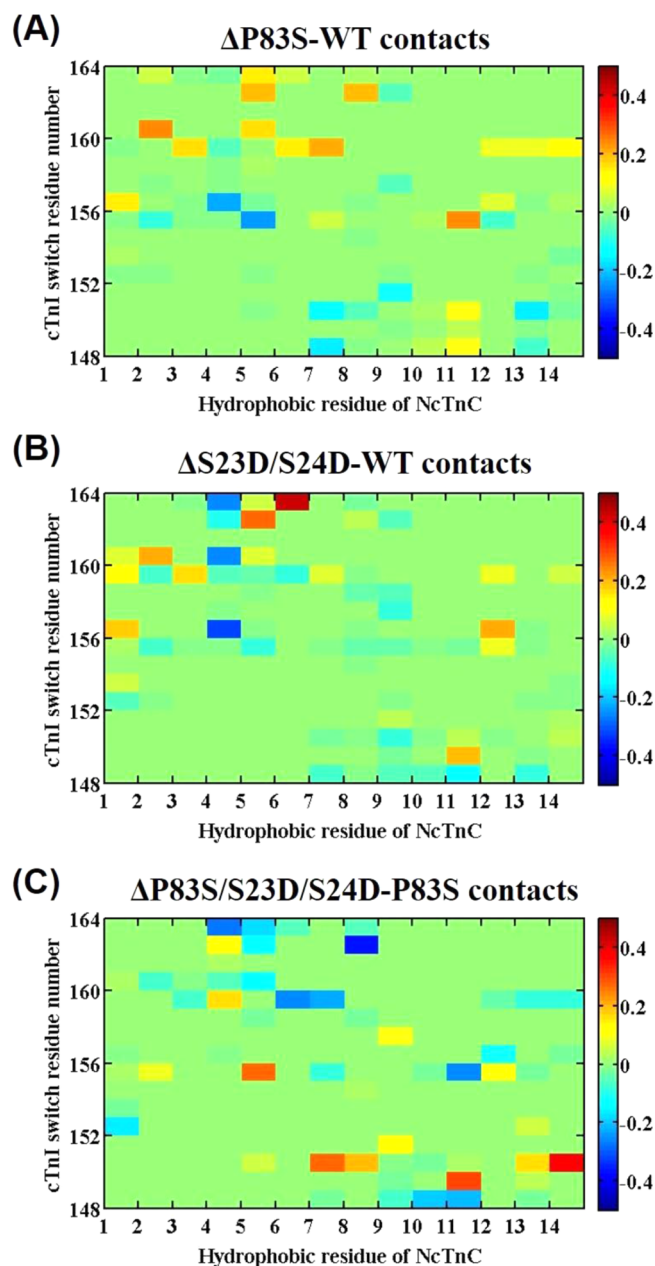 (A)
ΔP83S-WT contacts
cTnI switch residue number
164
160
156
152
148
1 2 3 4 5 6 7 8 9 10 11 12 13 14
Hydrophobic residue of NcTnC
0.4
0.2
0
-0.2
-0.4
(B)
ΔS23D/S24D-WT contacts
cTnI switch residue number
164
160
156
152
148
1 2 3 4 5 6 7 8 9 10 11 12 13 14
Hydrophobic residue of NcTnC
0.4
0.2
0
-0.2
-0.4
(C)
ΔP83S/S23D/S24D-P83S contacts
cTnI switch residue number
164
160
156
152
148
1 2 3 4 5 6 7 8 9 10 11 12 13 14
Hydrophobic residue of NcTnC
0.4
0.2
0
-0.2
-0.4